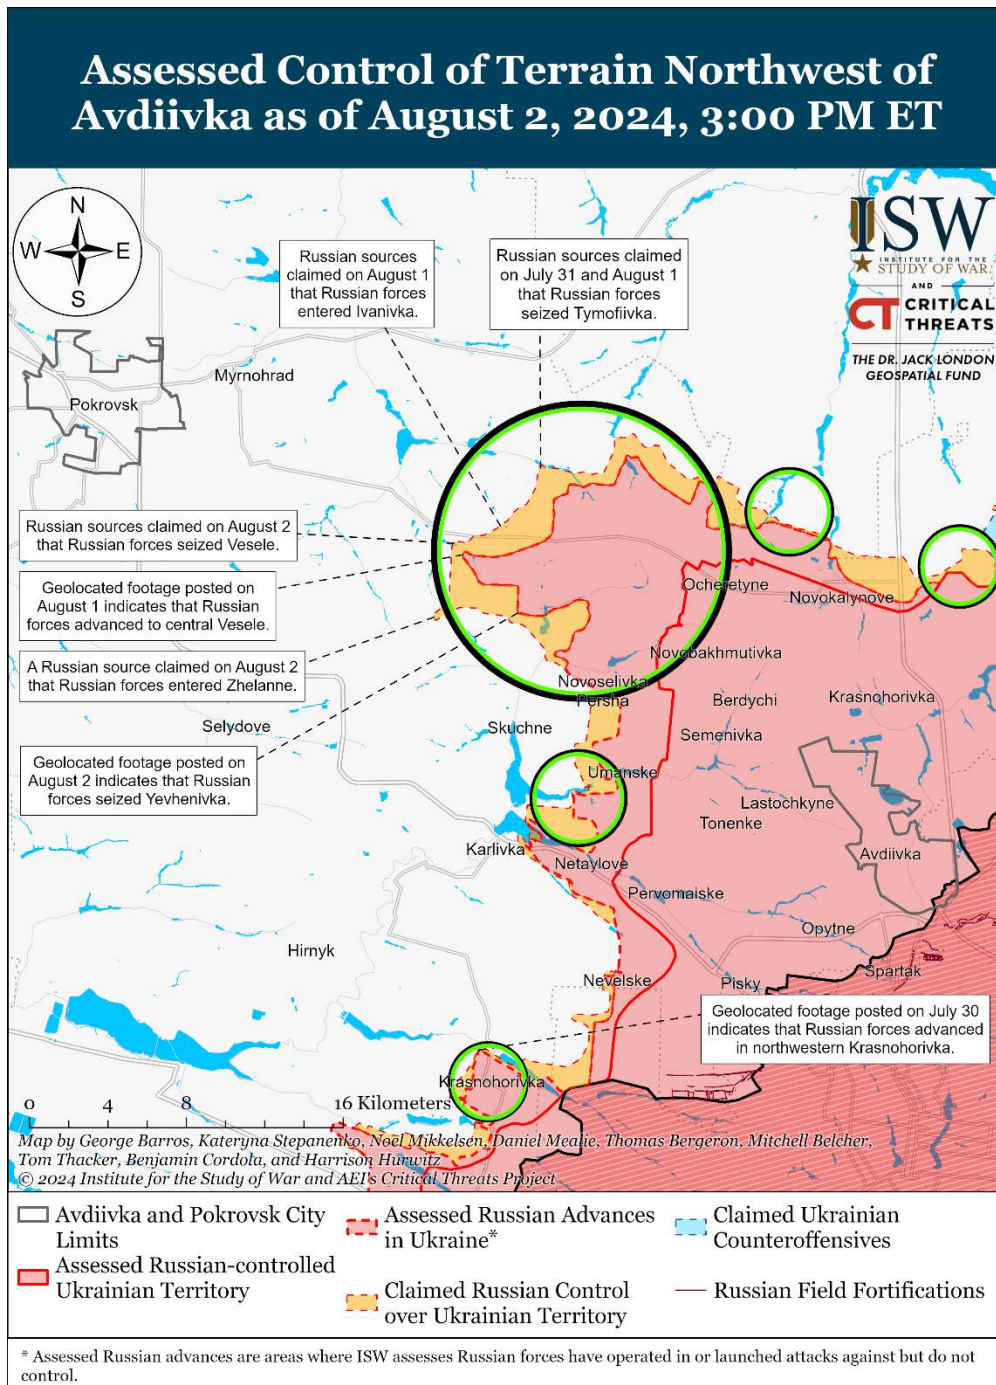 Assessed Control of Terrain Northwest of
Avdiivka as of August 2, 2024, 3:00 PM ET
N
W
E
S
Russian sources
claimed on August 1
that Russian forces
entered Ivanivka.
Russian sources claimed
on July 31 and August 1
that Russian forces
seized Tymofiivka.
ISW
INSTITUTE FOR THE
STUDY OF WAR
AND
CT CRITICAL
THREATS
THE DR. JACK LONDON
GEOSPATIAL FUND
Myrnohrad
Pokrovsk
Russian sources claimed on August 2
that Russian forces seized Vesele.
Geolocated footage posted on
August 1 indicates that Russian
forces advanced to central Vesele.
A Russian source claimed on August 2
that Russian forces entered Zhelanne.
Geolocated footage posted on
August 2 indicates that Russian
forces seized Yevhenivka.
Ocheretyne
Novokalynove
Novobakhmutivka
Novoselivka
Persha
Berdychi
Krasnohorivka
Selydove
Skuchne
Semenivka
Umanske
Lastochkyne
Tonenke
Karlivka
Netaylove
Avdiivka
Pervomaiske
Opytne
Hirnyk
Nevelske
Pisky
Spartak
Geolocated footage posted on July 30
indicates that Russian forces advanced
in northwestern Krasnohorivka.
Krasnohorivka
0 4 8 16 Kilometers
Map by George Barros, Kateryna Stepanenko, Noel Mikkelsen, Daniel Mealie, Thomas Bergeron, Mitchell Belcher,
Tom Thacker, Benjamin Cordola, and Harrison Hurwitz
© 2024 Institute for the Study of War and AEI's Critical Threats Project
Avdiivka and Pokrovsk City
Limits
Assessed Russian-controlled
Ukrainian Territory
Assessed Russian Advances
in Ukraine*
Claimed Russian Control
over Ukrainian Territory
Claimed Ukrainian
Counteroffensives
Russian Field Fortifications
* Assessed Russian advances are areas where ISW assesses Russian forces have operated in or launched attacks against but do not
control.